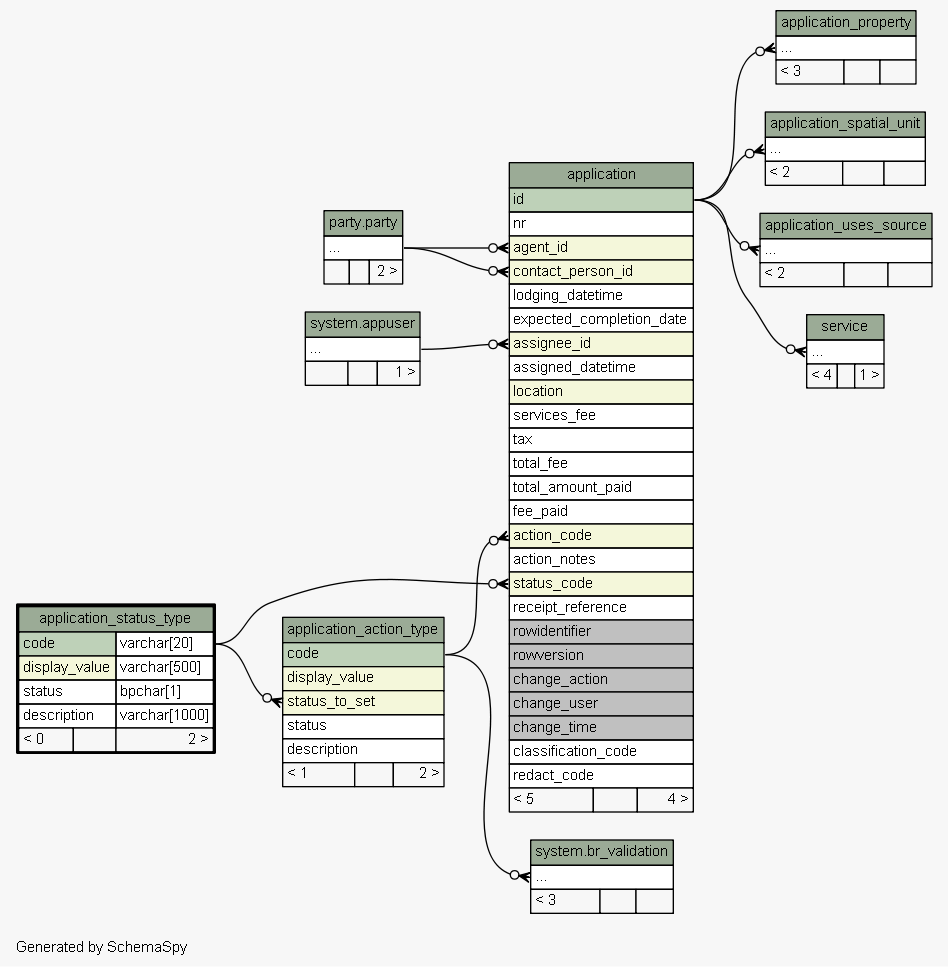 application_property
...
< 3
application_spatial_unit
...
< 2
application_uses_source
...
< 2
service
...
< 4 1 >
application
id
nr
agent_id
contact_person_id
lodging_datetime
expected_completion_date
assignee_id
assigned_datetime
location
services_fee
tax
total_fee
total_amount_paid
fee_paid
action_code
action_notes
status_code
receipt_reference
rowidentifier
rowversion
change_action
change_user
change_time
classification_code
redact_code
< 5 4 >
party.party
...
2 >
system.appuser
...
1 >
application_status_type
code varchar[20]
display_value varchar[500]
status bpchar[1]
description varchar[1000]
< 0 2 >
application_action_type
code
display_value
status_to_set
status
description
< 1 2 >
system.br_validation
...
< 3
Generated by SchemaSpy